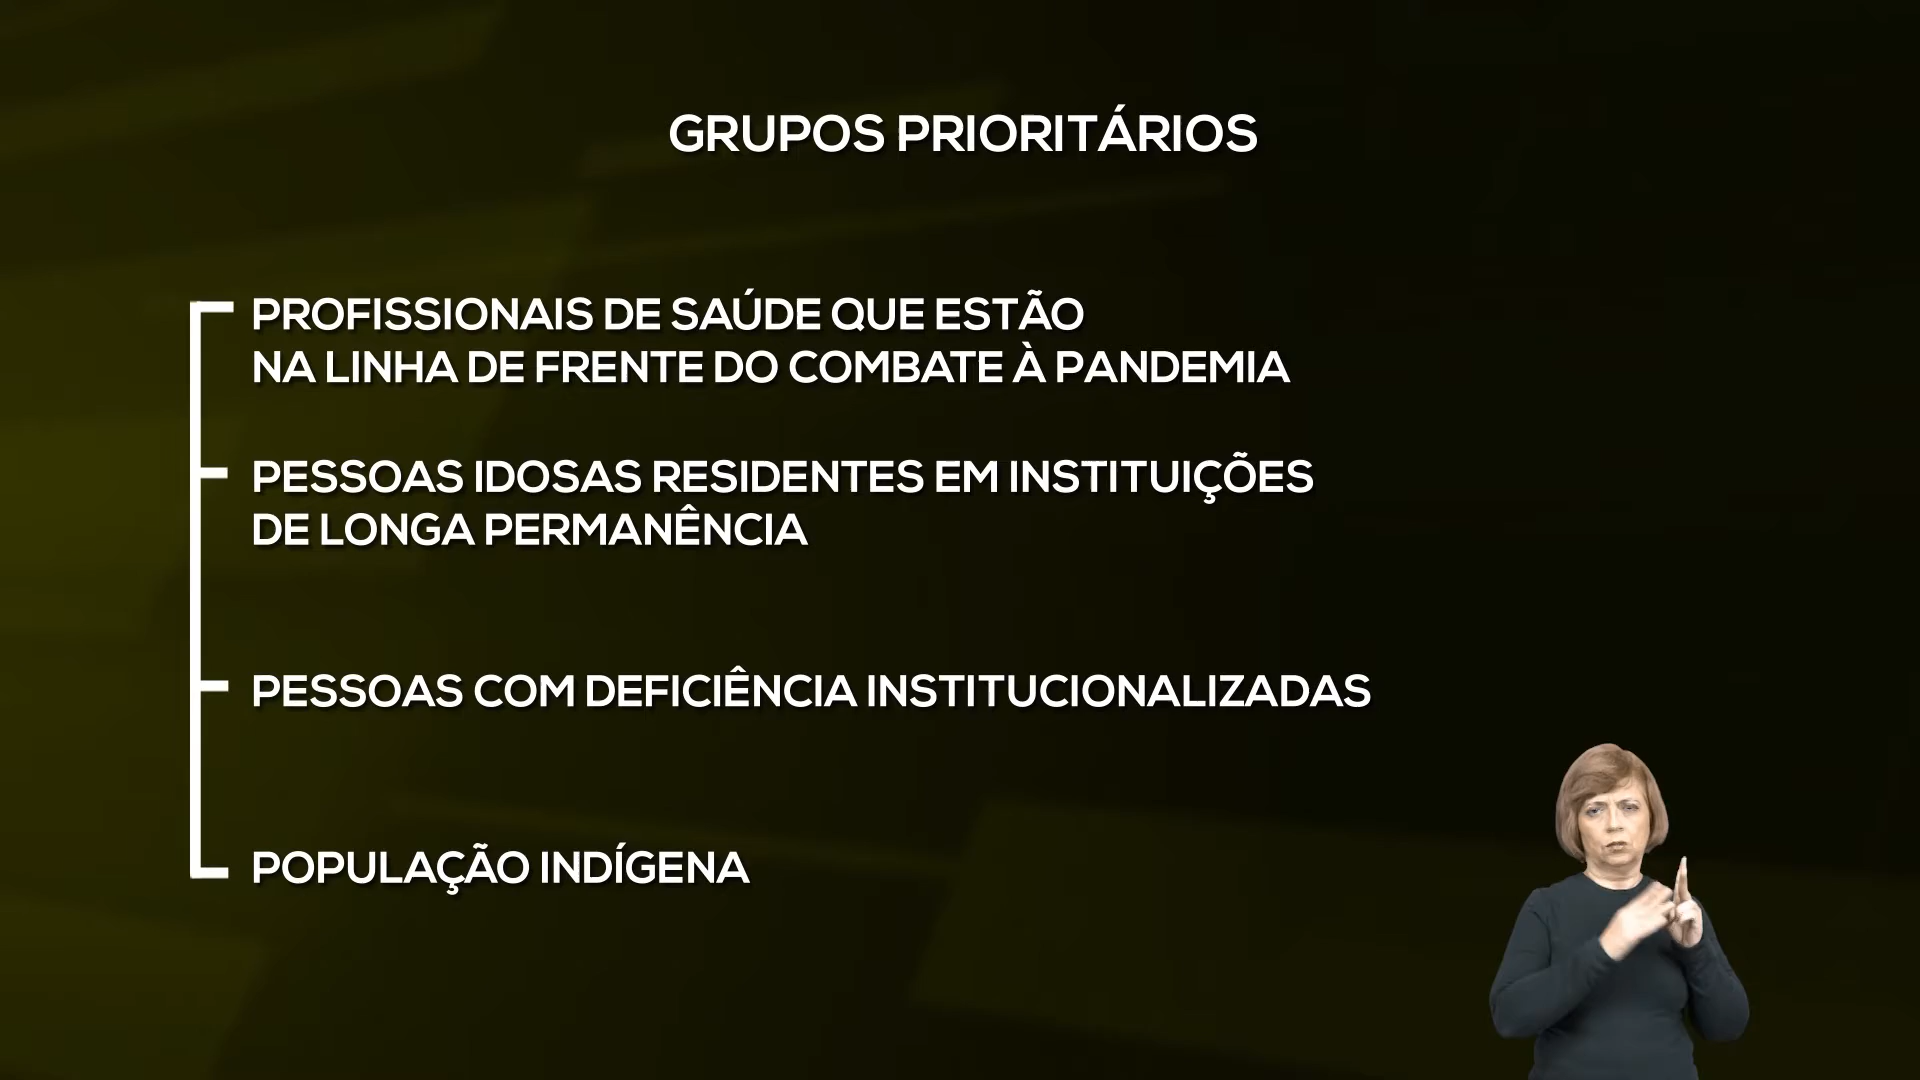 GRUPOS PRIORITÁRIOS
PROFISSIONAIS DE SAÚDE QUE ESTÃO
NA LINHA DE FRENTE DO COMBATE À PANDEMIA
PESSOAS IDOSAS RESIDENTES EM INSTITUIÇÕES
DE LONGA PERMANÊNCIA
PESSOAS COM DEFICIÊNCIA INSTITUCIONALIZADAS
POPULAÇÃO INDÍGENA